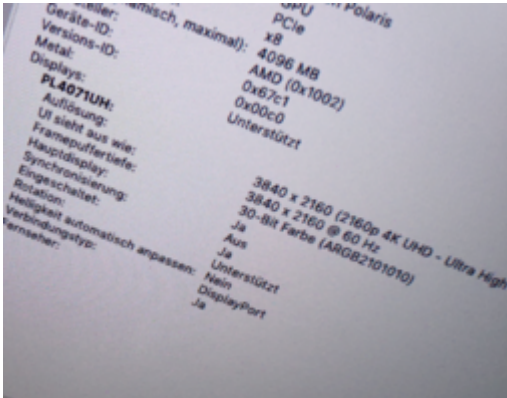 Polaris
GPU
PCIe
amisch, maximal): x8
4096 MB
Geräte-ID: AMD (0x1002)
Versions-ID: 0x67c1
Metal: 0x00c0
Displays: Unterstützt
PL4071UH:
Auflösung: 3840 x 2160 (2160p 4K UHD - Ultra High
UI sieht aus wie: 3840 x 2160 @ 60 Hz
Framepuffertiefe: 30-Bit Farbe (ARGB2101010)
Hauptdisplay: Ja
Synchronisierung: Aus
Eingeschaltet: Ja
Rotation: Unterstützt
Helligkeit automatisch anpassen: Nein
Verbindungstyp: DisplayPort
Fernseher: Ja